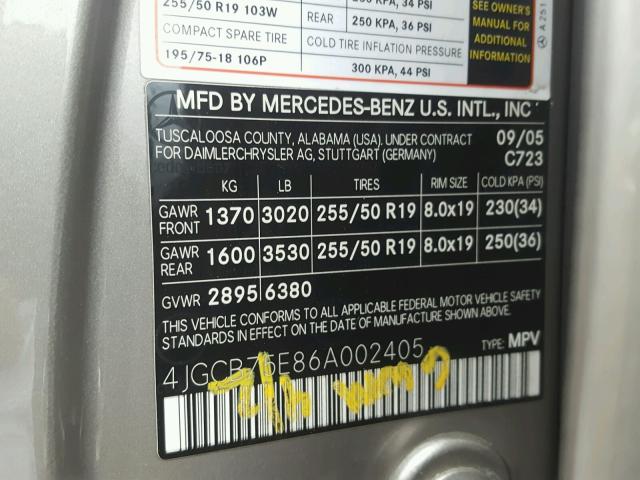 255/50 R19 103W
REAR 250 KPA, 36 PSI
COMPACT SPARE TIRE
195/75-18 106P
COLD TIRE INFLATION PRESSURE
300 KPA, 44 PSI
SEE OWNER'S
MANUAL FOR
ADDITIONAL
INFORMATION
A 251
MFD BY MERCEDES-BENZ U.S. INTL., INC
TUSCALOOSA COUNTY, ALABAMA (USA). UNDER CONTRACT 09/05
FOR DAIMLERCHRYSLER AG, STUTTGART (GERMANY) C723
KG LB TIRES RIM SIZE COLD KPA (PSI)
GAWR FRONT 1370 3020 255/50 R19 8.0x19 230(34)
GAWR REAR 1600 3530 255/50 R19 8.0x19 250(36)
GVWR 2895 6380
THIS VEHICLE CONFORMS TO ALL APPLICABLE FEDERAL MOTOR VEHICLE SAFETY
STANDARDS IN EFFECT ON THE DATE OF MANUFACTURE SHOWN ABOVE.
4JGCB75E86A002405 TYPE: MPV